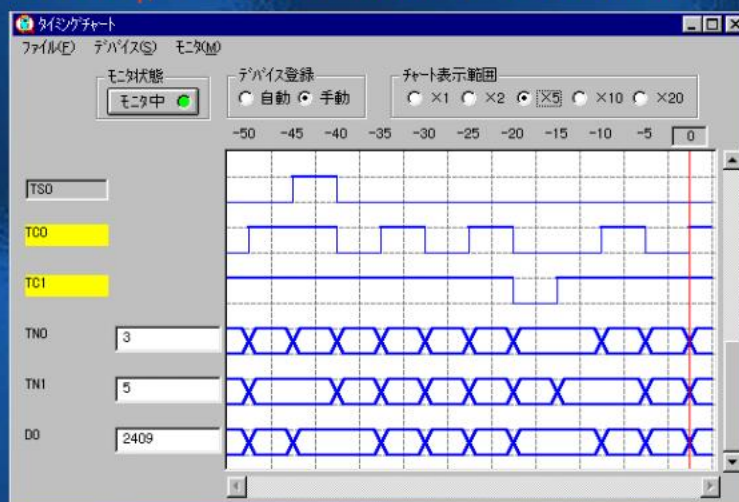 タイミングチャート
ファイル(F) デバイス(S) モニタ(M)
モニタ状態 デバイス登録 チャート表示範囲
モニタ中 自動 手動 ×1 ×2 ×5 ×10 ×20
-50 -45 -40 -35 -30 -25 -20 -15 -10 -5 0
TS0
TC0
TC1
TN0 3
TN1 5
D0 2409